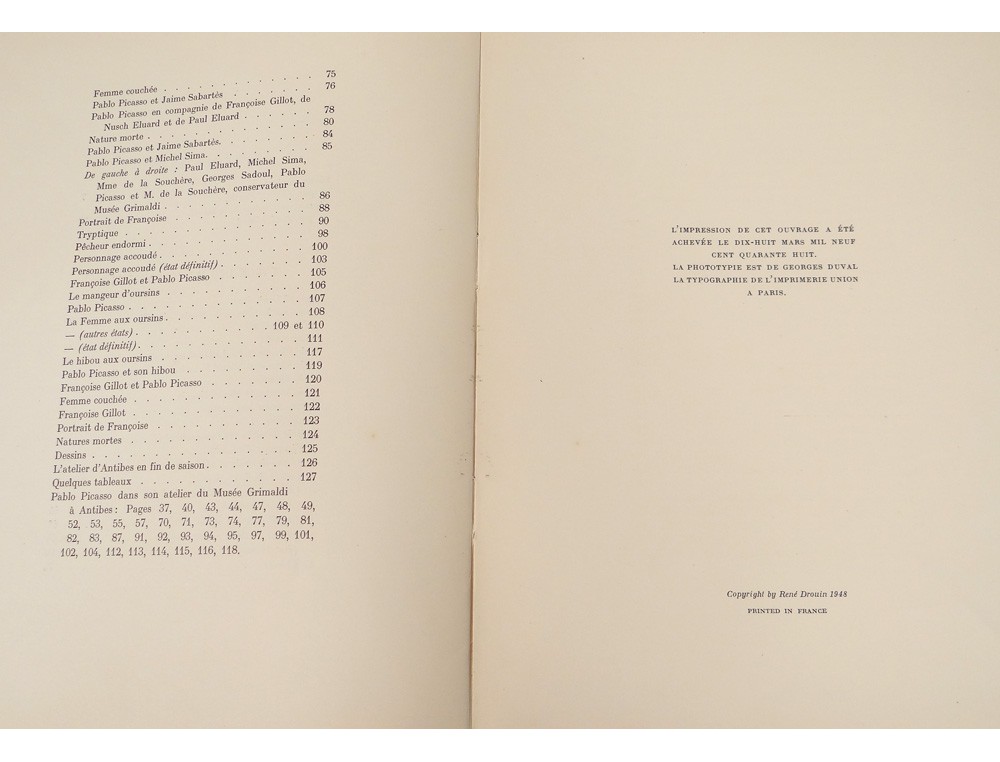 Femme couchée . . . . . . . . . . . . . 75
Pablo Picasso et Jaime Sabartès . . . . . . . 76
Pablo Picasso en compagnie de Françoise Gillot, de
Nusch Eluard et de Paul Eluard . . . . . . 78
Nature morte . . . . . . . . . . . . . . 80
Pablo Picasso et Jaime Sabartès. . . . . . . . 84
Pablo Picasso et Michel Sima. . . . . . . . . 85
De gauche à droite : Paul Eluard, Michel Sima,
Mme de la Souchère, Georges Sadoul, Pablo
Picasso et M. de la Souchère, conservateur du
Musée Grimaldi . . . . . . . . . . . . 86
Portrait de Françoise . . . . . . . . . . . 88
Tryptique . . . . . . . . . . . . . . . 90
Pêcheur endormi . . . . . . . . . . . . . 98
Personnage accoudé . . . . . . . . . . . . 100
Personnage accoudé (état définitif) . . . . . . . 103
Françoise Gillot et Pablo Picasso . . . . . . . 105
Le mangeur d'oursins . . . . . . . . . . . 106
Pablo Picasso . . . . . . . . . . . . . . 107
La Femme aux oursins . . . . . . . . . . . 108
— (autres états) . . . . . . . . . . . 109 et 110
— (état définitif) . . . . . . . . . . . . . 111
Le hibou aux oursins . . . . . . . . . . . 117
Pablo Picasso et son hibou . . . . . . . . . 119
Françoise Gillot et Pablo Picasso . . . . . . . 120
Femme couchée . . . . . . . . . . . . . 121
Françoise Gillot . . . . . . . . . . . . . 122
Portrait de Françoise . . . . . . . . . . . 123
Natures mortes . . . . . . . . . . . . . 124
Dessins . . . . . . . . . . . . . . . . 125
L'atelier d'Antibes en fin de saison . . . . . . . 126
Quelques tableaux . . . . . . . . . . . . 127
Pablo Picasso dans son atelier du Musée Grimaldi
à Antibes : Pages 37, 40, 43, 44, 47, 48, 49,
52, 53, 55, 57, 70, 71, 73, 74, 77, 79, 81,
82, 83, 87, 91, 92, 93, 94, 95, 97, 99, 101,
102, 104, 112, 113, 114, 115, 116, 118.
L'IMPRESSION DE CET OUVRAGE A ÉTÉ
ACHEVÉE LE DIX-HUIT MARS MIL NEUF
CENT QUARANTE HUIT.
LA PHOTOTYPIE EST DE GEORGES DUVAL
LA TYPOGRAPHIE DE L'IMPRIMERIE UNION
A PARIS.
Copyright by René Drouin 1948
PRINTED IN FRANCE